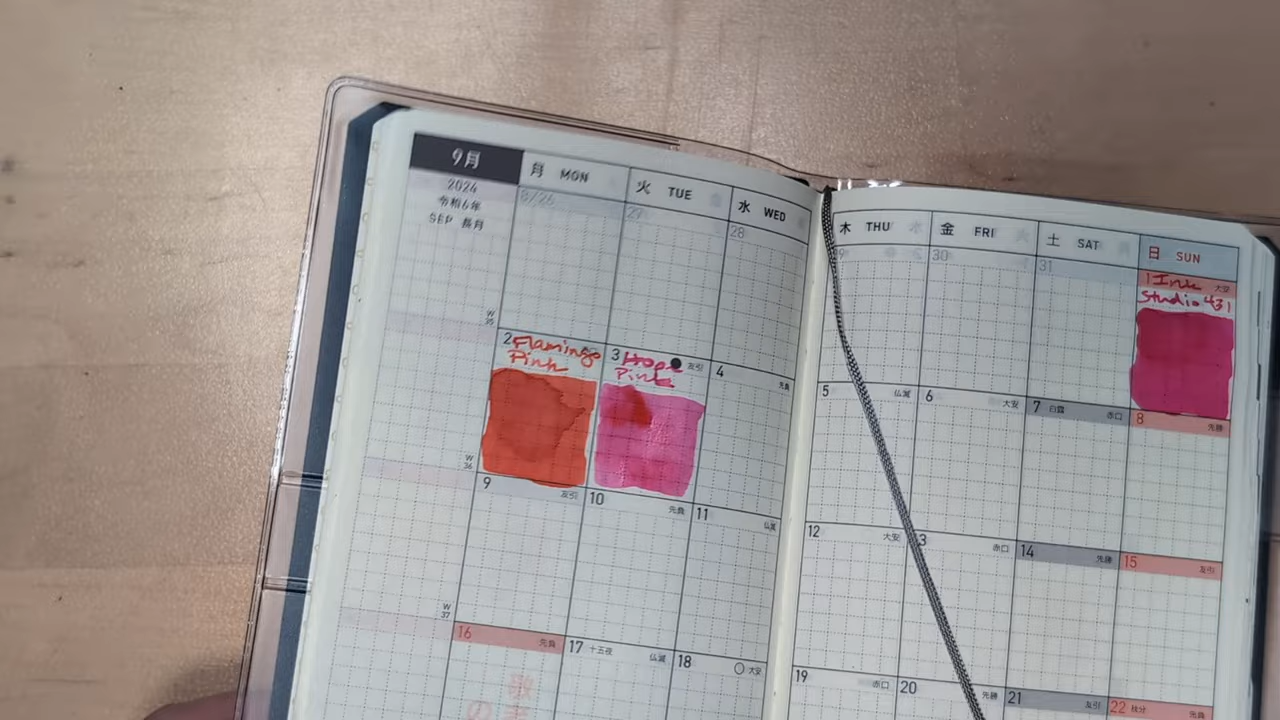 9月
2024
令和6年
SEP 長月
月 MON
火 TUE
水 WED
木 THU
金 FRI
土 SAT
日 SUN
8/26
27
28
29
30
31
1 Ink 大安
Studio 431
W 35
2 Flamingo
Pink
3 Hope 友引
Pink
4 先負
5 仏滅
6 大安
7 白露 赤口
8 先勝
W 36
9 友引
10 先負
11 仏滅
12 大安
13 赤口
14 先勝
15 友引
W 37
16 先負
17 十五夜 仏滅
18 大安
19 赤口
20 先勝
21 友引
22 秋分 先負